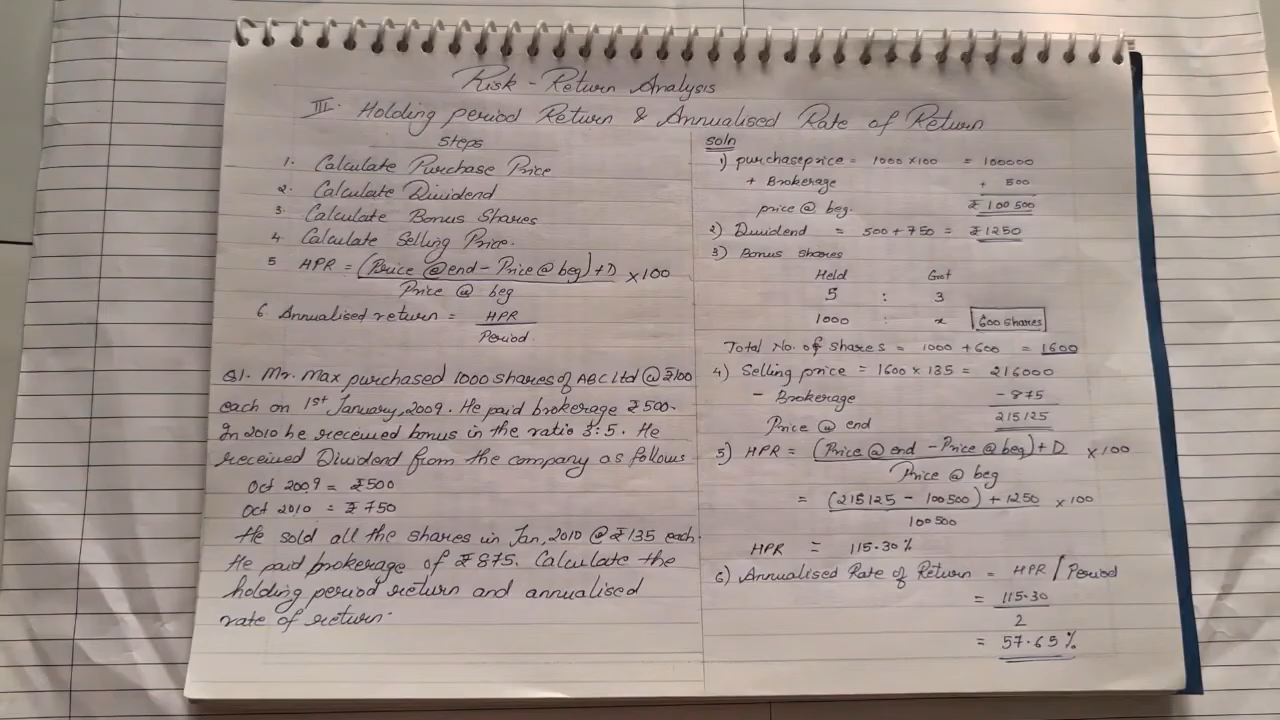 Risk - Return Analysis
III. Holding period Return & Annualised Rate of Return
Steps
1. Calculate Purchase Price
2. Calculate Dividend
3. Calculate Bonus Shares
4. Calculate Selling Price.
5 HPR = (Price @ end - Price @ beg) + D × 100
Price @ beg
6 Annualised return = HPR
Period.
Q1. Mr. Max purchased 1000 shares of ABC ltd @ ₹100
each on 1st January, 2009. He paid brokerage ₹500.
In 2010 he received bonus in the ratio 3:5. He
received Dividend from the company as follows
Oct 2009 = ₹500
Oct 2010 = ₹750
He sold all the shares in Jan, 2010 @ ₹135 each.
He paid brokerage of ₹875. Calculate the
holding period return and annualised
rate of return.
soln
1) purchase price = 1000 × 100 = 100000
+ Brokerage + 500
price @ beg. ₹100500
2) Dividend = 500 + 750 = ₹1250
3) Bonus shares
Held Got
5 : 3
1000 : x 600 shares
Total No. of shares = 1000 + 600 = 1600
4) Selling price = 1600 × 135 = 216000
- Brokerage - 875
Price @ end 215125
5) HPR = (Price @ end - Price @ beg) + D × 100
Price @ beg
= (215125 - 100500) + 1250 × 100
100500
HPR = 115.30%
6) Annualised Rate of Return = HPR / Period
= 115.30
2
= 57.65%